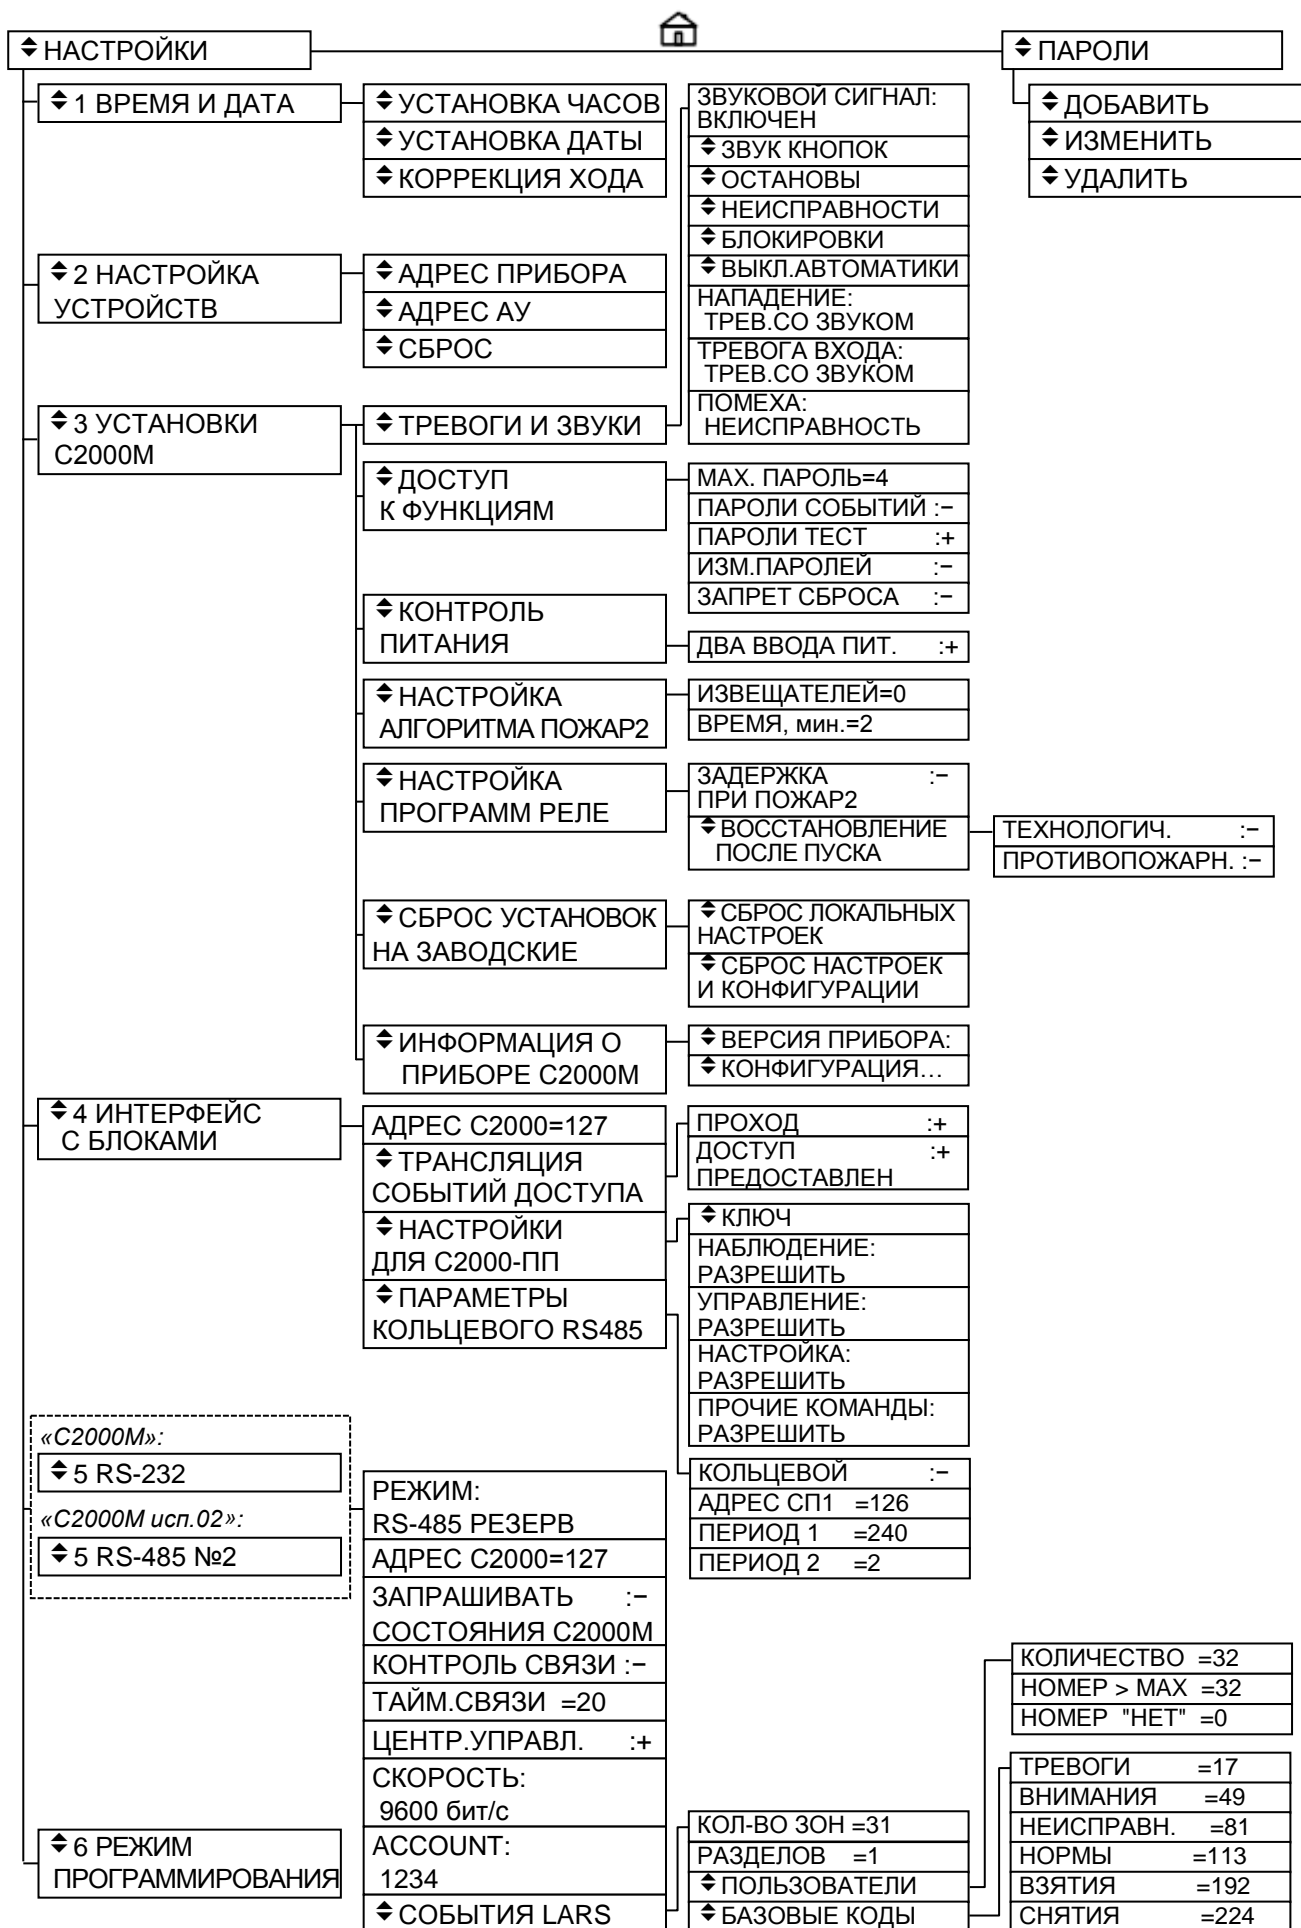 НАСТРОЙКИ
ПАРОЛИ
ДОБАВИТЬ
ИЗМЕНИТЬ
УДАЛИТЬ
1 ВРЕМЯ И ДАТА
УСТАНОВКА ЧАСОВ
УСТАНОВКА ДАТЫ
КОРРЕКЦИЯ ХОДА
2 НАСТРОЙКА
УСТРОЙСТВ
АДРЕС ПРИБОРА
АДРЕС АУ
СБРОС
3 УСТАНОВКИ
С2000М
ТРЕВОГИ И ЗВУКИ
ЗВУКОВОЙ СИГНАЛ:
ВКЛЮЧЕН
ЗВУК КНОПОК
ОСТАНОВЫ
НЕИСПРАВНОСТИ
БЛОКИРОВКИ
ВЫКЛ.АВТОМАТИКИ
НАПАДЕНИЕ:
ТРЕВ.СО ЗВУКОМ
ТРЕВОГА ВХОДА:
ТРЕВ.СО ЗВУКОМ
ПОМЕХА:
НЕИСПРАВНОСТЬ
ДОСТУП
К ФУНКЦИЯМ
МАХ. ПАРОЛЬ=4
ПАРОЛИ СОБЫТИЙ :−
ПАРОЛИ ТЕСТ :+
ИЗМ.ПАРОЛЕЙ :−
ЗАПРЕТ СБРОСА :−
КОНТРОЛЬ
ПИТАНИЯ
ДВА ВВОДА ПИТ. :+
НАСТРОЙКА
АЛГОРИТМА ПОЖАР2
ИЗВЕЩАТЕЛЕЙ=0
ВРЕМЯ, мин.=2
НАСТРОЙКА
ПРОГРАММ РЕЛЕ
ЗАДЕРЖКА :−
ПРИ ПОЖАР2
ВОССТАНОВЛЕНИЕ
ПОСЛЕ ПУСКА
ТЕХНОЛОГИЧ. :−
ПРОТИВОПОЖАРН. :−
СБРОС УСТАНОВОК
НА ЗАВОДСКИЕ
СБРОС ЛОКАЛЬНЫХ
НАСТРОЕК
СБРОС НАСТРОЕК
И КОНФИГУРАЦИИ
ИНФОРМАЦИЯ О
ПРИБОРЕ С2000М
ВЕРСИЯ ПРИБОРА:
КОНФИГУРАЦИЯ…
4 ИНТЕРФЕЙС
С БЛОКАМИ
АДРЕС С2000=127
ТРАНСЛЯЦИЯ
СОБЫТИЙ ДОСТУПА
НАСТРОЙКИ
ДЛЯ С2000-ПП
ПАРАМЕТРЫ
КОЛЬЦЕВОГО RS485
ПРОХОД :+
ДОСТУП :+
ПРЕДОСТАВЛЕН
КЛЮЧ
НАБЛЮДЕНИЕ:
РАЗРЕШИТЬ
УПРАВЛЕНИЕ:
РАЗРЕШИТЬ
НАСТРОЙКА:
РАЗРЕШИТЬ
ПРОЧИЕ КОМАНДЫ:
РАЗРЕШИТЬ
КОЛЬЦЕВОЙ :−
АДРЕС СП1 =126
ПЕРИОД 1 =240
ПЕРИОД 2 =2
«С2000М»:
5 RS-232
«С2000М исп.02»:
5 RS-485 №2
РЕЖИМ:
RS-485 РЕЗЕРВ
АДРЕС С2000=127
ЗАПРАШИВАТЬ :−
СОСТОЯНИЯ С2000М
КОНТРОЛЬ СВЯЗИ :−
ТАЙМ.СВЯЗИ =20
ЦЕНТР.УПРАВЛ. :+
СКОРОСТЬ:
9600 бит/с
ACCOUNT:
1234
СОБЫТИЯ LARS
КОЛ-ВО ЗОН =31
РАЗДЕЛОВ =1
ПОЛЬЗОВАТЕЛИ
БАЗОВЫЕ КОДЫ
КОЛИЧЕСТВО =32
НОМЕР > МАХ =32
НОМЕР "НЕТ" =0
ТРЕВОГИ =17
ВНИМАНИЯ =49
НЕИСПРАВН. =81
НОРМЫ =113
ВЗЯТИЯ =192
СНЯТИЯ =224
6 РЕЖИМ
ПРОГРАММИРОВАНИЯ